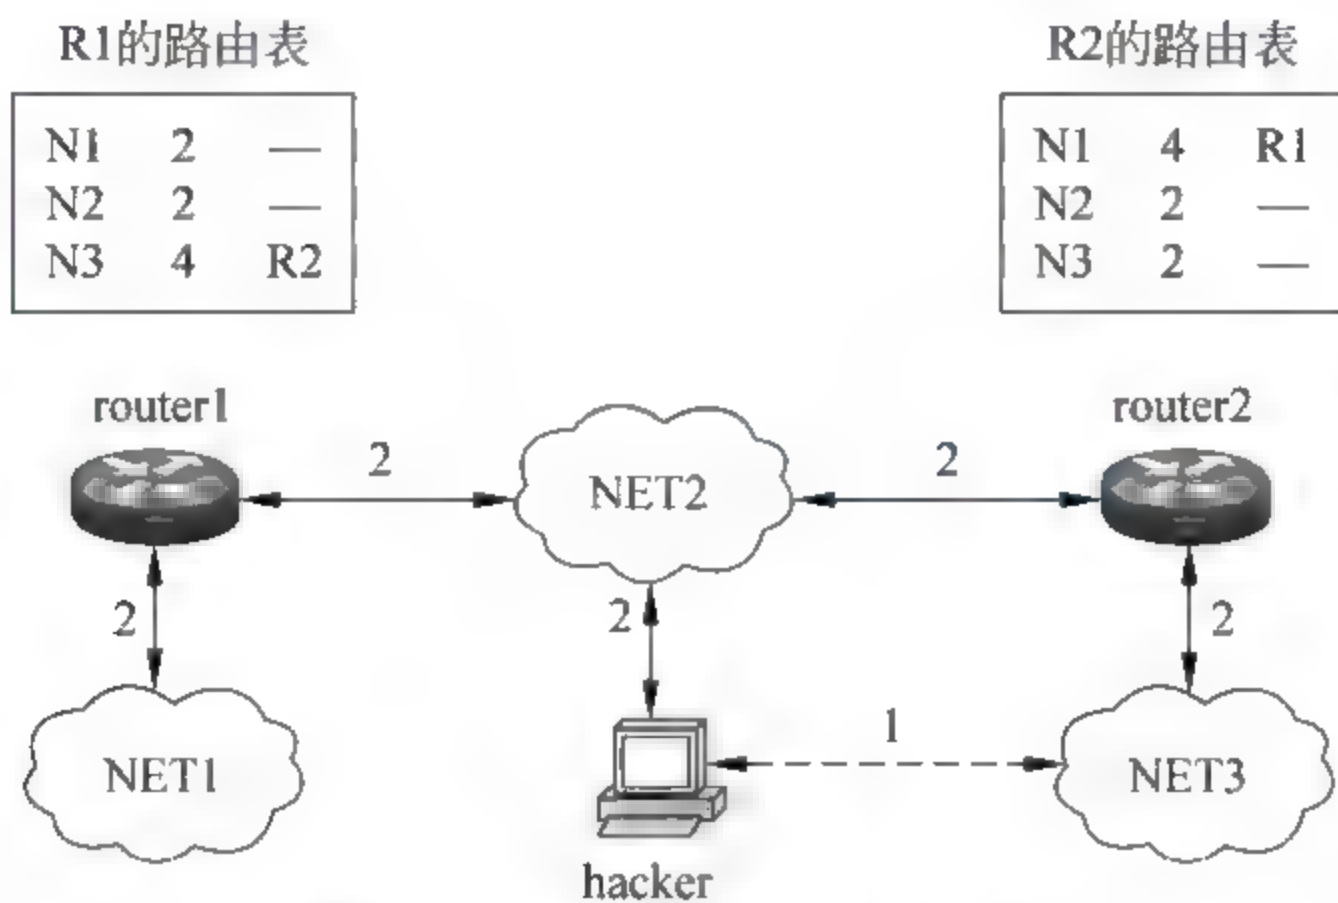 R1的路由表
N1 2 —
N2 2 —
N3 4 R2
R2的路由表
N1 4 R1
N2 2 —
N3 2 —
router1
router2
2
NET2
2
2
2
2
NET1
1
NET3
hacker